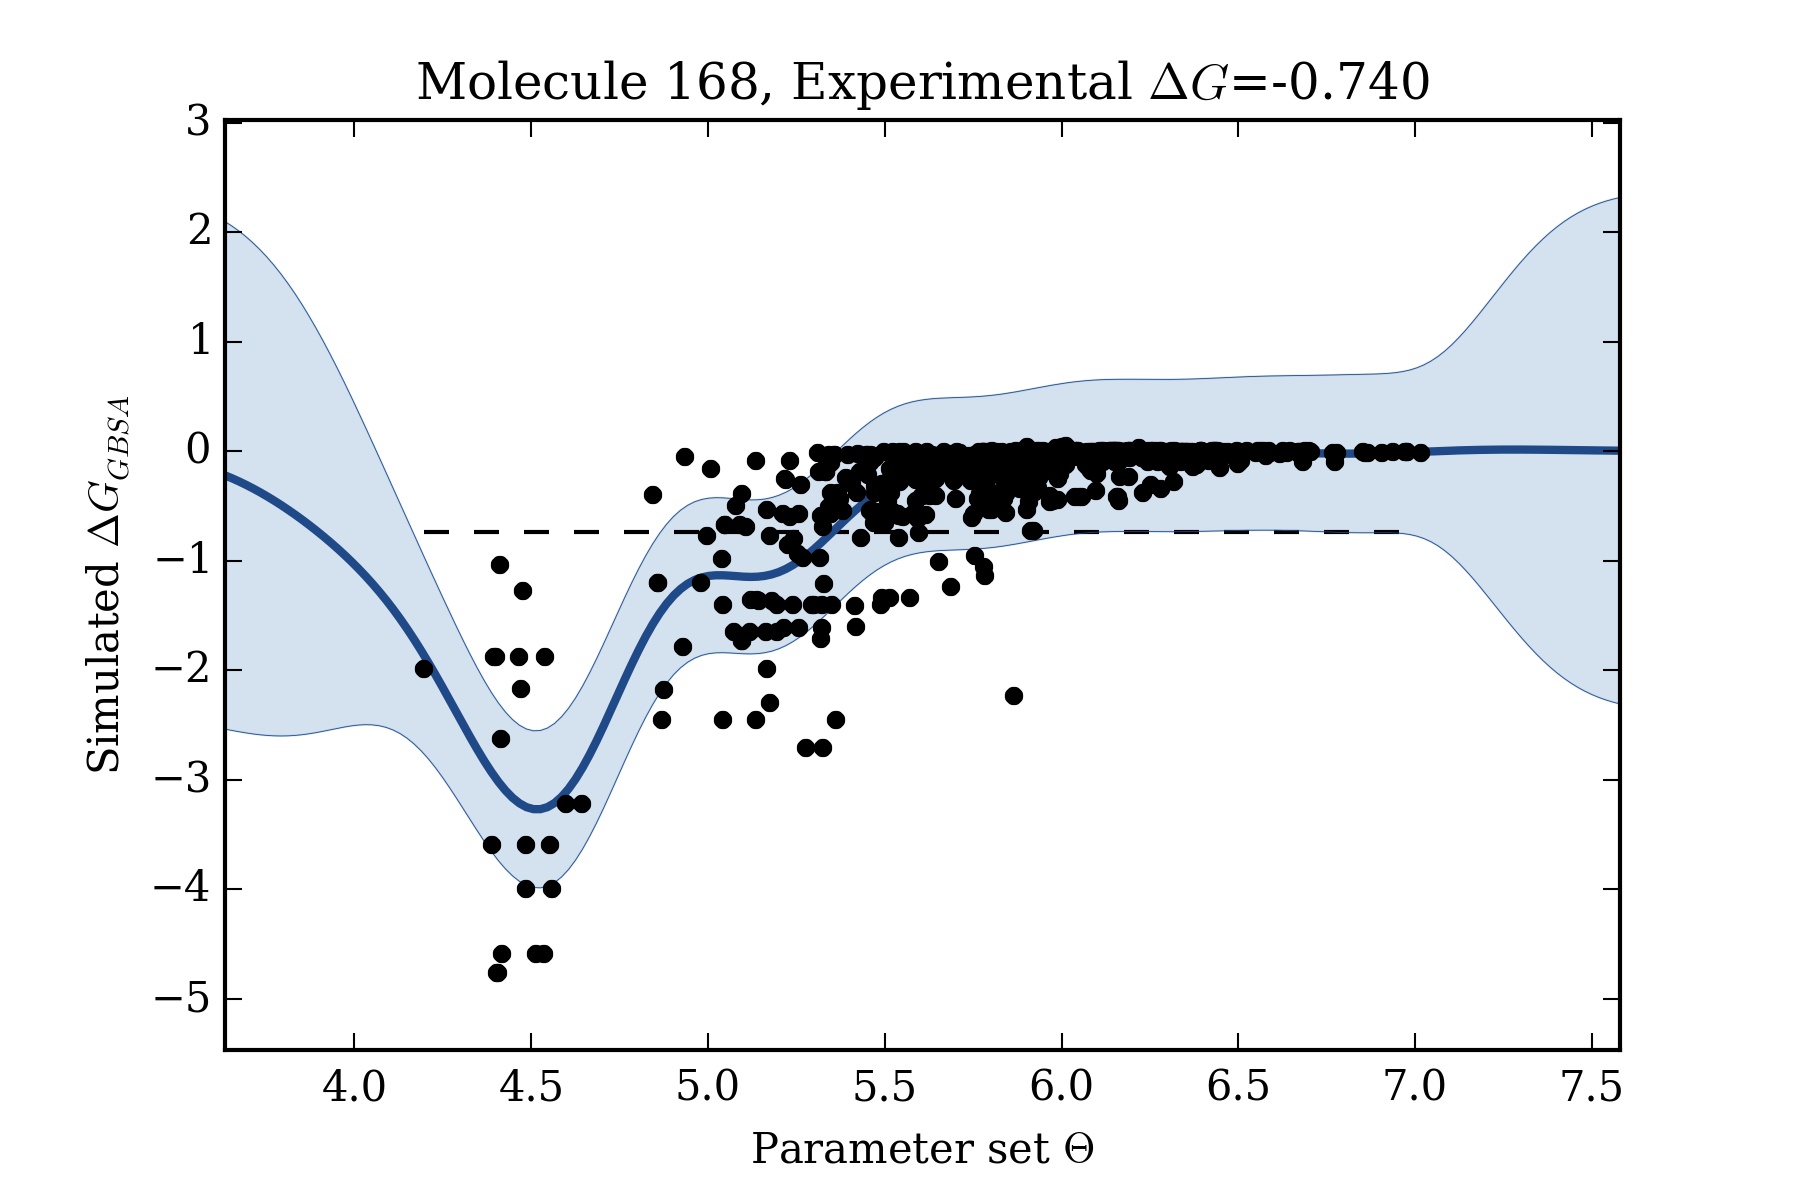 Molecule 168, Experimental ΔG=-0.740
3
2
1
0
−1
−2
−3
−4
−5
Simulated ΔG_GBSA
4.0 4.5 5.0 5.5 6.0 6.5 7.0 7.5
Parameter set Θ